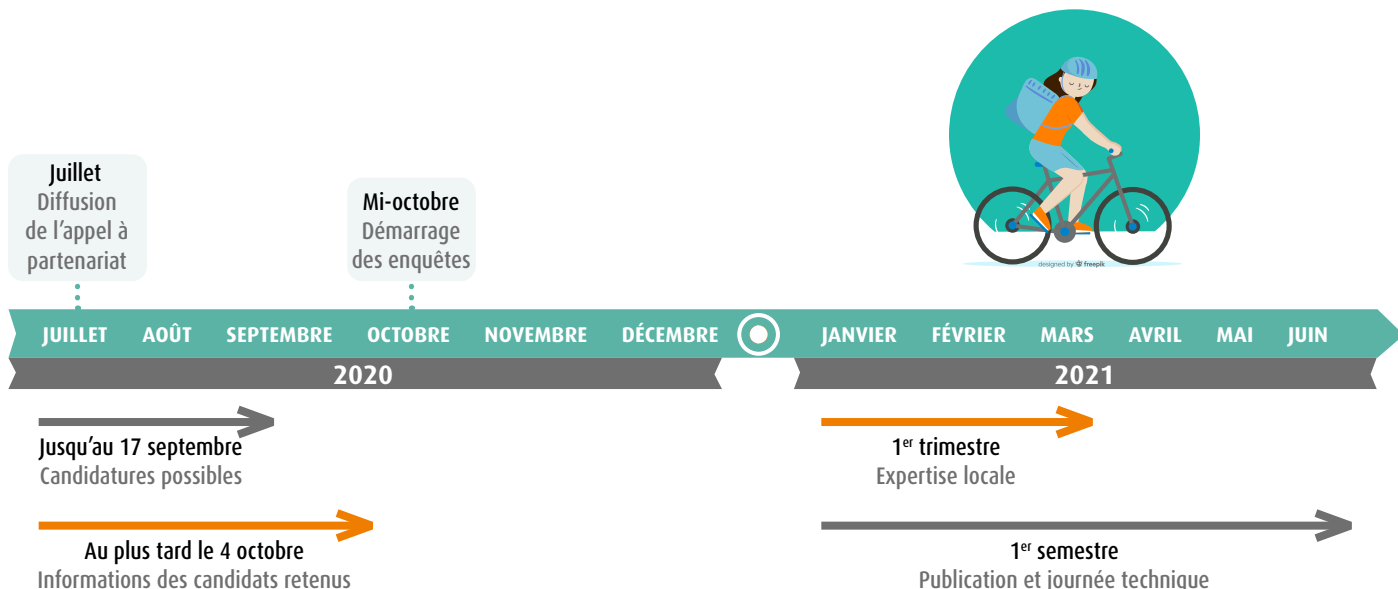 designed by freepik
Juillet
Diffusion
de l'appel à
partenariat
Mi-octobre
Démarrage
des enquêtes
JUILLET AOÛT SEPTEMBRE OCTOBRE NOVEMBRE DÉCEMBRE JANVIER FÉVRIER MARS AVRIL MAI JUIN
2020 2021
Jusqu'au 17 septembre
Candidatures possibles
1er trimestre
Expertise locale
Au plus tard le 4 octobre
Informations des candidats retenus
1er semestre
Publication et journée technique